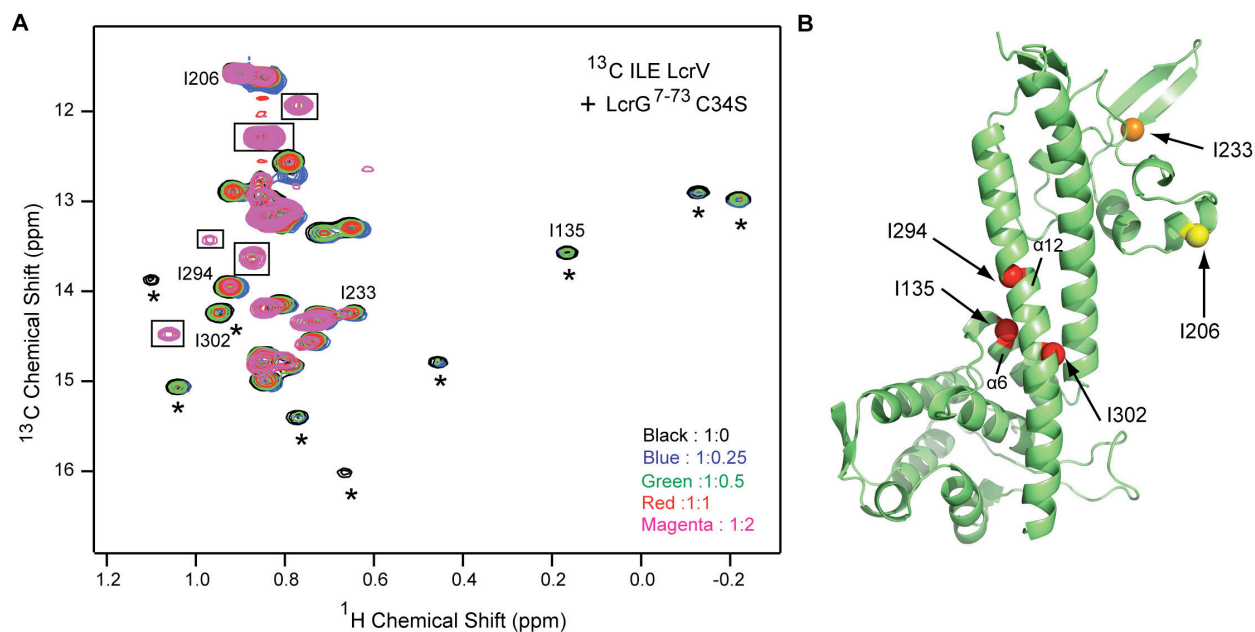 A
B
¹³C ILE LcrV
+ LcrG⁷⁻⁷³ C34S
I206
I135
I294
I233
I302
*
*
*
*
*
*
*
*
*
Black : 1:0
Blue : 1:0.25
Green :1:0.5
Red :1:1
Magenta : 1:2
11
12
13
14
15
16
¹³C Chemical Shift (ppm)
1.2
1.0
0.8
0.6
0.4
0.2
0.0
-0.2
¹H Chemical Shift (ppm)
I233
I294
α12
I135
I206
α6
I302